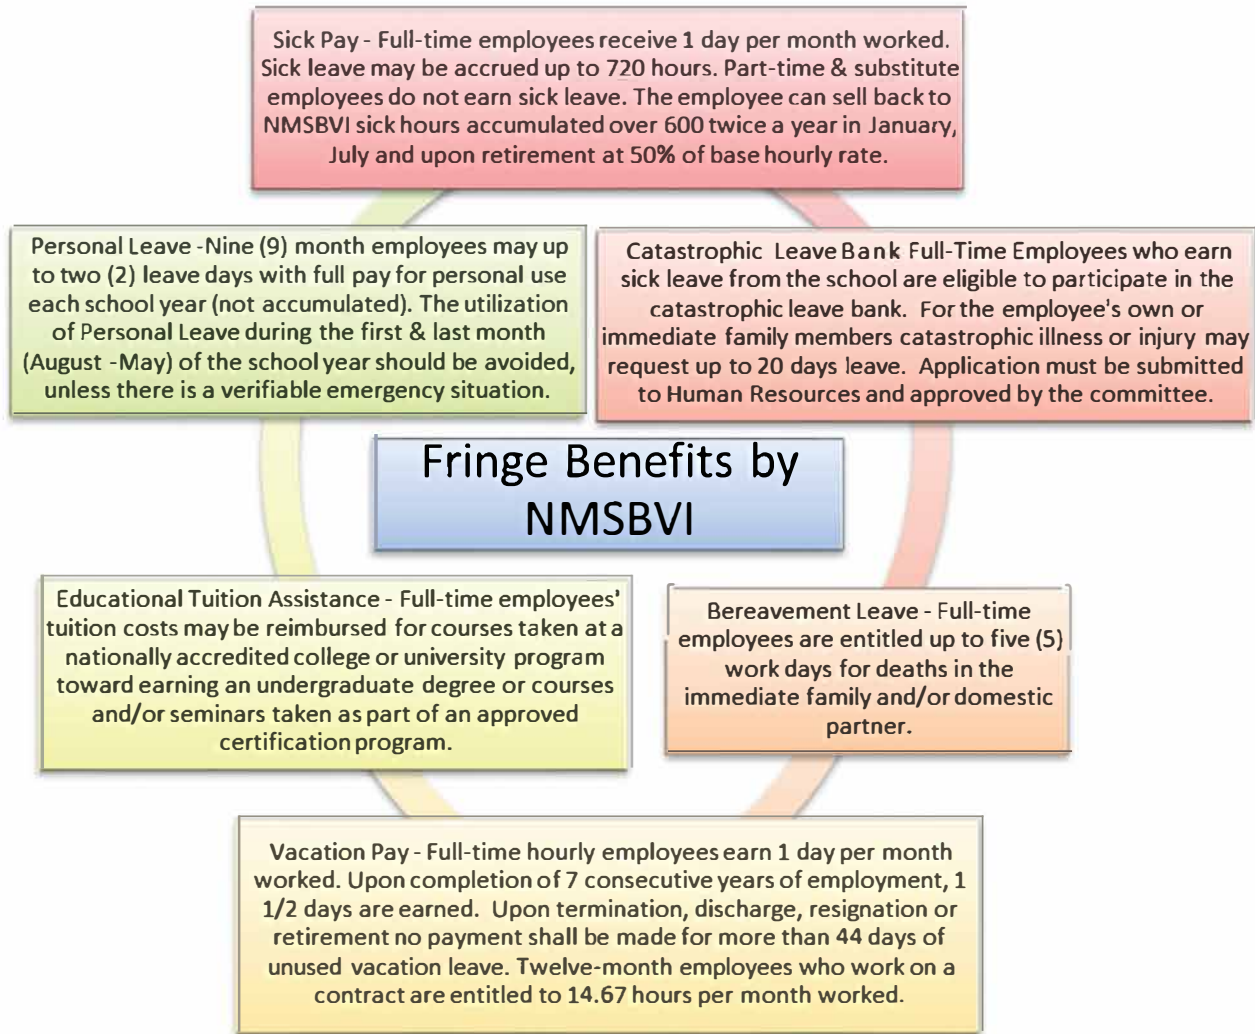 Sick Pay - Full-time employees receive 1 day per month worked.
Sick leave may be accrued up to 720 hours. Part-time & substitute
employees do not earn sick leave. The employee can sell back to
NMSBVI sick hours accumulated over 600 twice a year in January,
July and upon retirement at 50% of base hourly rate.
Personal Leave -Nine (9) month employees may up
to two (2) leave days with full pay for personal use
each school year (not accumulated). The utilization
of Personal Leave during the first & last month
(August -May) of the school year should be avoided,
unless there is a verifiable emergency situation.
Catastrophic Leave Bank Full-Time Employees who earn
sick leave from the school are eligible to participate in the
catastrophic leave bank. For the employee's own or
immediate family members catastrophic illness or injury may
request up to 20 days leave. Application must be submitted
to Human Resources and approved by the committee.
Fringe Benefits by
NMSBVI
Educational Tuition Assistance - Full-time employees'
tuition costs may be reimbursed for courses taken at a
nationally accredited college or university program
toward earning an undergraduate degree or courses
and/or seminars taken as part of an approved
certification program.
Bereavement Leave - Full-time
employees are entitled up to five (5)
work days for deaths in the
immediate family and/or domestic
partner.
Vacation Pay - Full-time hourly employees earn 1 day per month
worked. Upon completion of 7 consecutive years of employment, 1
1/2 days are earned. Upon termination, discharge, resignation or
retirement no payment shall be made for more than 44 days of
unused vacation leave. Twelve-month employees who work on a
contract are entitled to 14.67 hours per month worked.